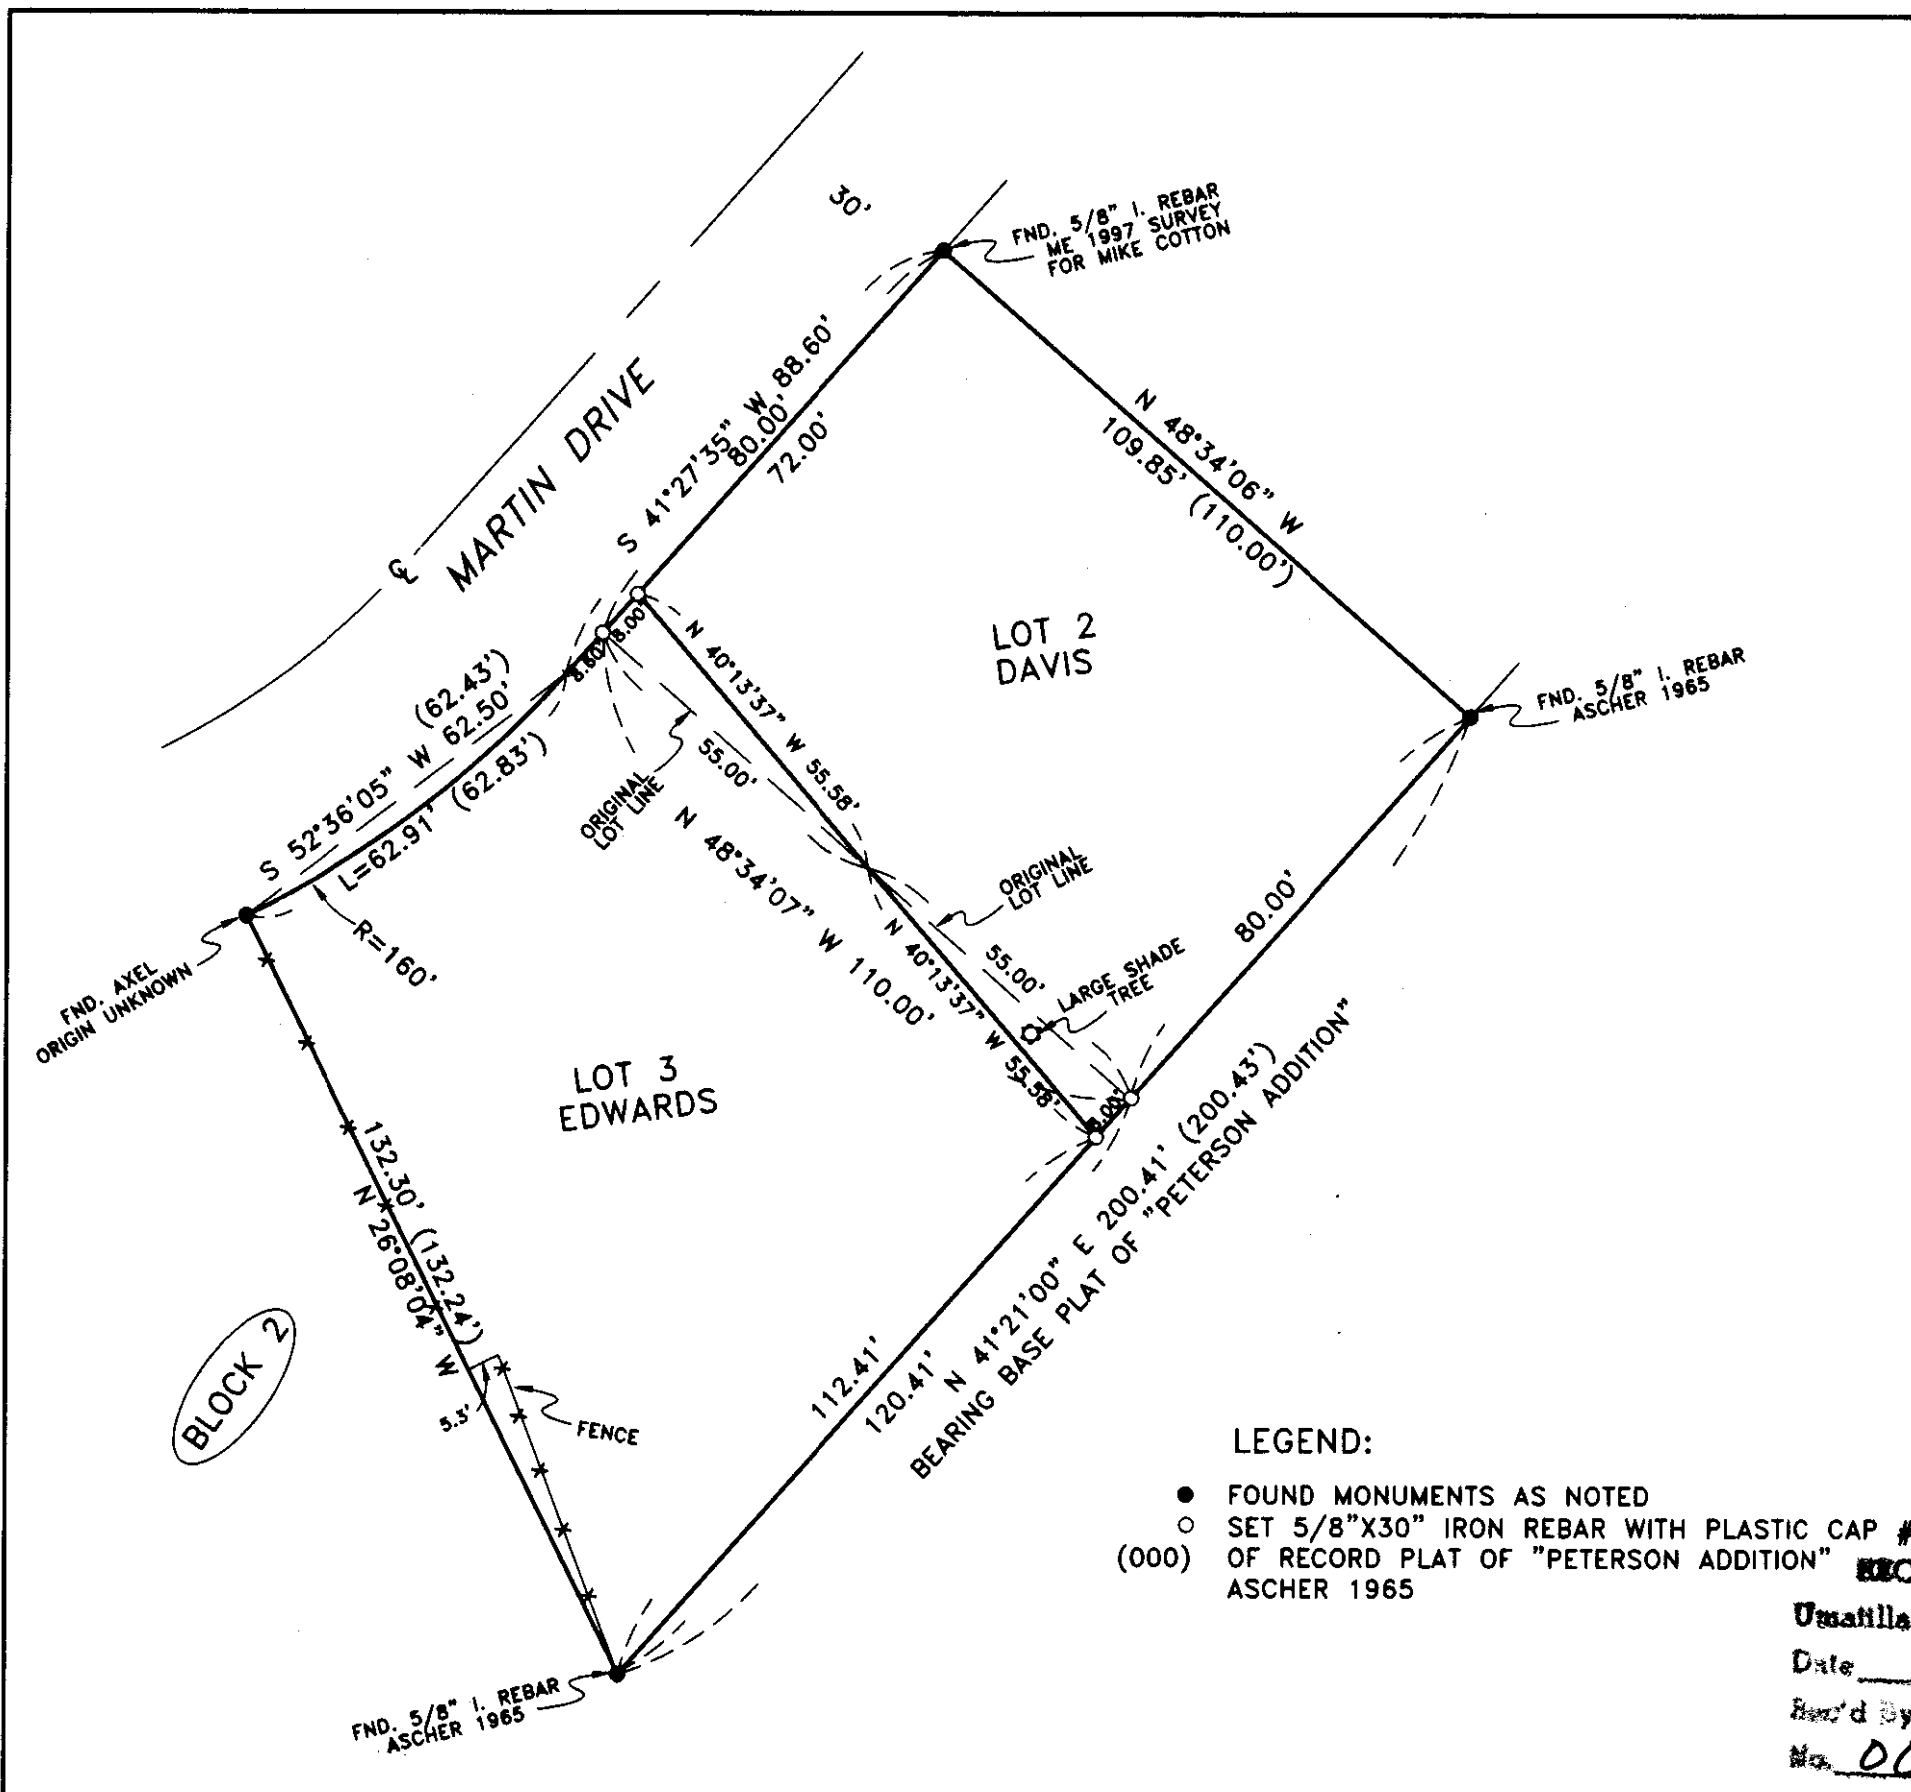 30'
FND. 5/8" I. REBAR
ME 1997 SURVEY
FOR MIKE COTTON
S 41°27'35" W 88.60'
80.00'
72.00'
N 48°34'06" W
109.85' (110.00')
℄ MARTIN DRIVE
8.00'
8.60'
LOT 2
DAVIS
FND. 5/8" I. REBAR
ASCHER 1965
(62.43')
S 52°36'05" W 62.50'
L=62.91' (62.83')
R=160'
N 40°13'37" W 55.58'
55.00'
ORIGINAL
LOT LINE
N 48°34'07" W 110.00'
ORIGINAL
LOT LINE
55.00'
N 40°13'37" W 55.58'
LARGE SHADE
TREE
80.00'
8.00'
FND. AXEL
ORIGIN UNKNOWN
LOT 3
EDWARDS
132.30' (132.24')
N 26°08'04" W
N 41°21'00" E 200.41' (200.43')
BEARING BASE PLAT OF "PETERSON ADDITION"
112.41'
120.41'
BLOCK 2
5.3'
FENCE
FND. 5/8" I. REBAR
ASCHER 1965
LEGEND:
FOUND MONUMENTS AS NOTED
SET 5/8"X30" IRON REBAR WITH PLASTIC CAP #
(000) OF RECORD PLAT OF "PETERSON ADDITION"
ASCHER 1965
Umatilla
Date
Rec'd By
No.